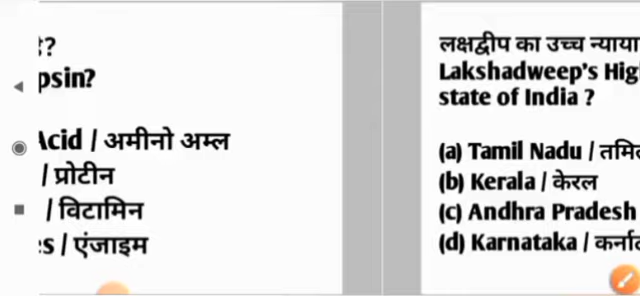 है?
psin?
Acid / अमीनो अम्ल
/ प्रोटीन
/ विटामिन
es / एंजाइम
लक्षद्वीप का उच्च न्याया
Lakshadweep's Hig
state of India ?
(a) Tamil Nadu / तमि
(b) Kerala / केरल
(c) Andhra Pradesh
(d) Karnataka / कर्ना